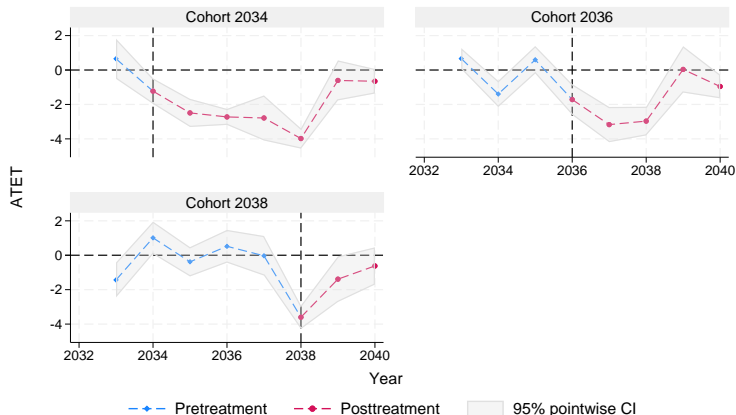 Cohort 2034
Cohort 2036
2
0
-2
-4
2032 2034 2036 2038 2040
ATET
Cohort 2038
2
0
-2
-4
2032 2034 2036 2038 2040
Year
Pretreatment Posttreatment 95% pointwise CI